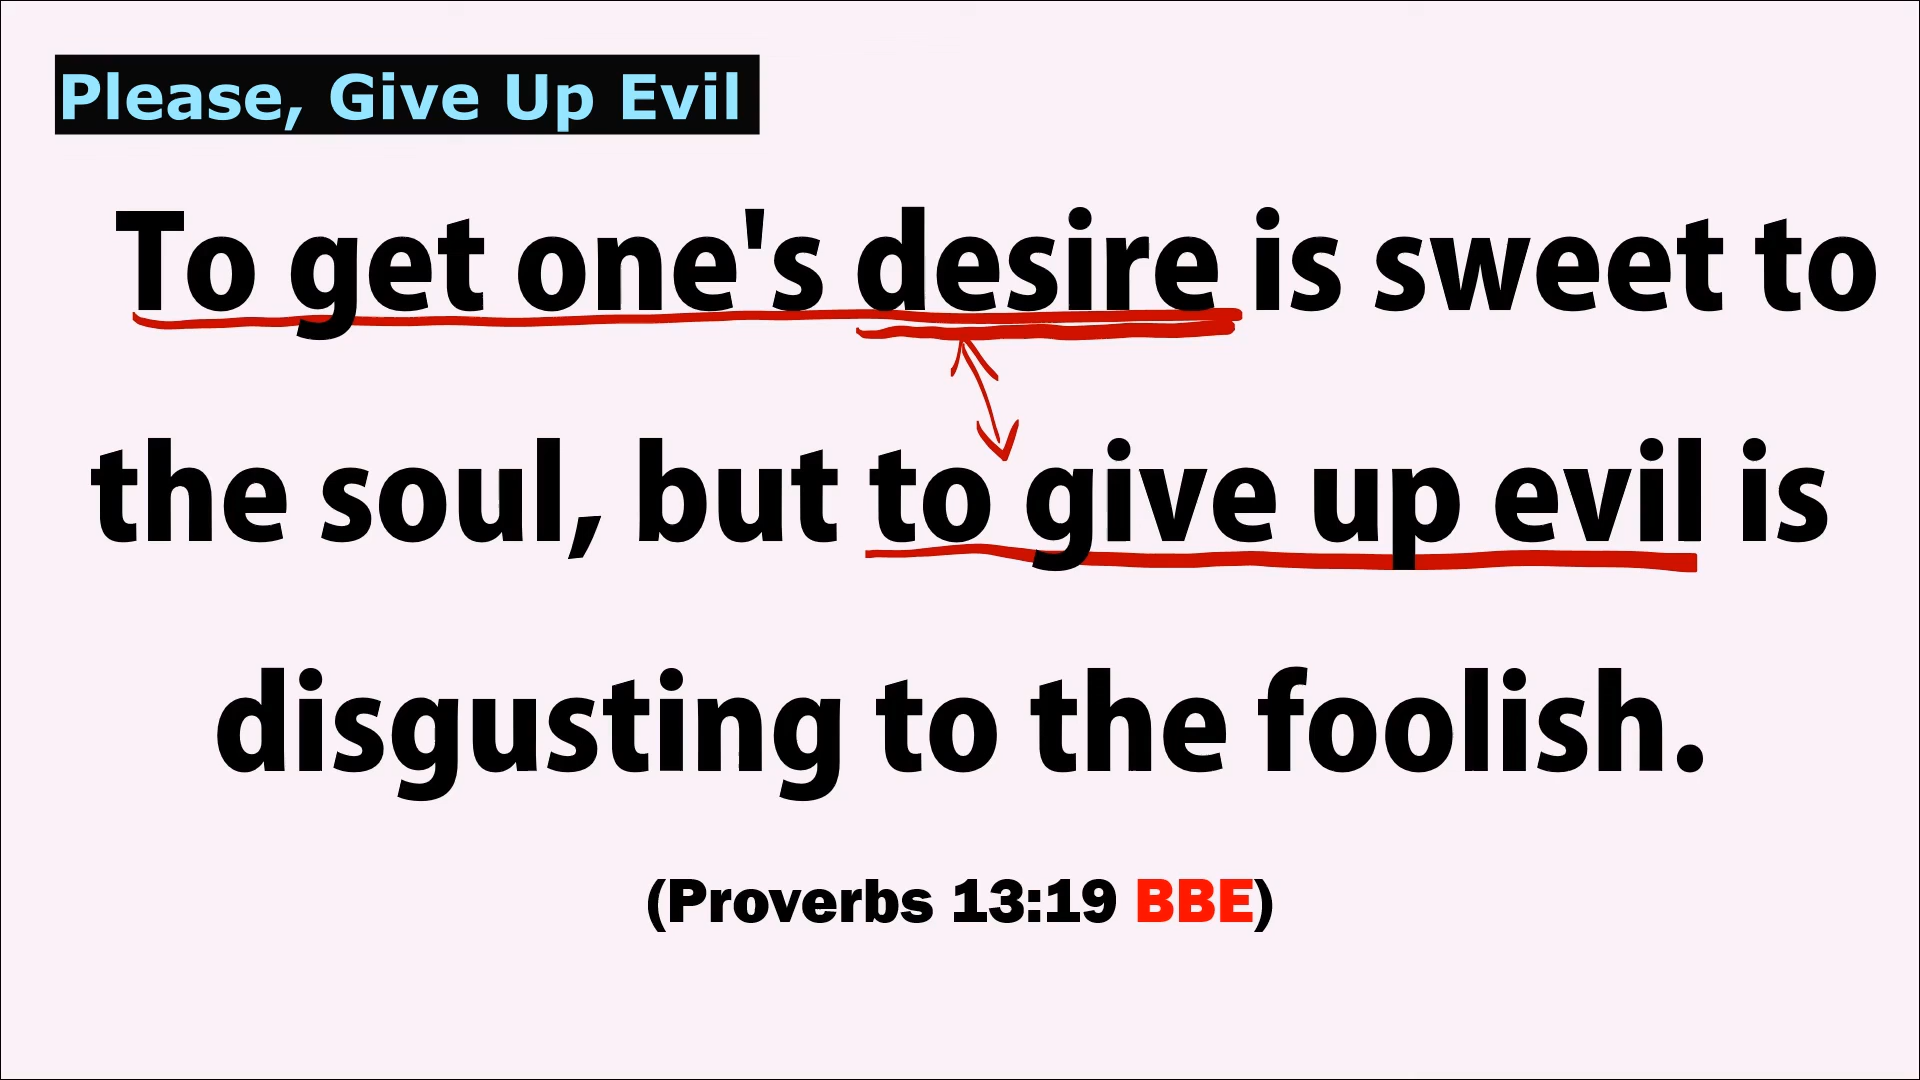 Please, Give Up Evil
To get one's desire is sweet to
the soul, but to give up evil is
disgusting to the foolish.
(Proverbs 13:19 BBE)